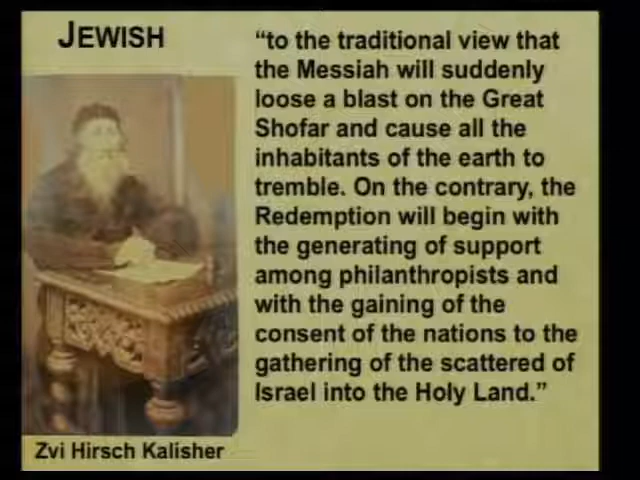 JEWISH
“to the traditional view that
the Messiah will suddenly
loose a blast on the Great
Shofar and cause all the
inhabitants of the earth to
tremble. On the contrary, the
Redemption will begin with
the generating of support
among philanthropists and
with the gaining of the
consent of the nations to the
gathering of the scattered of
Israel into the Holy Land.”
Zvi Hirsch Kalisher